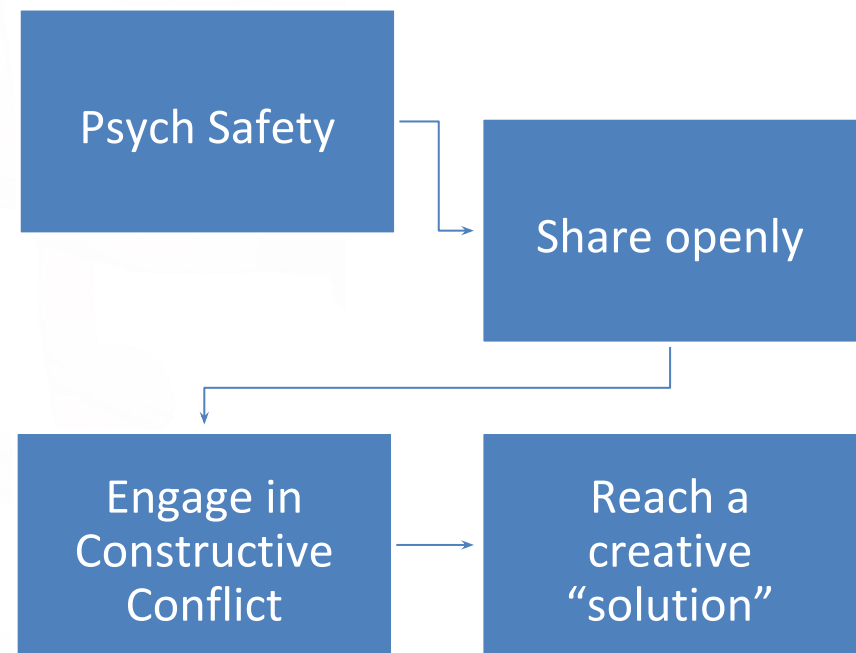 Psych Safety
Share openly
Engage in
Constructive
Conflict
Reach a
creative
“solution”